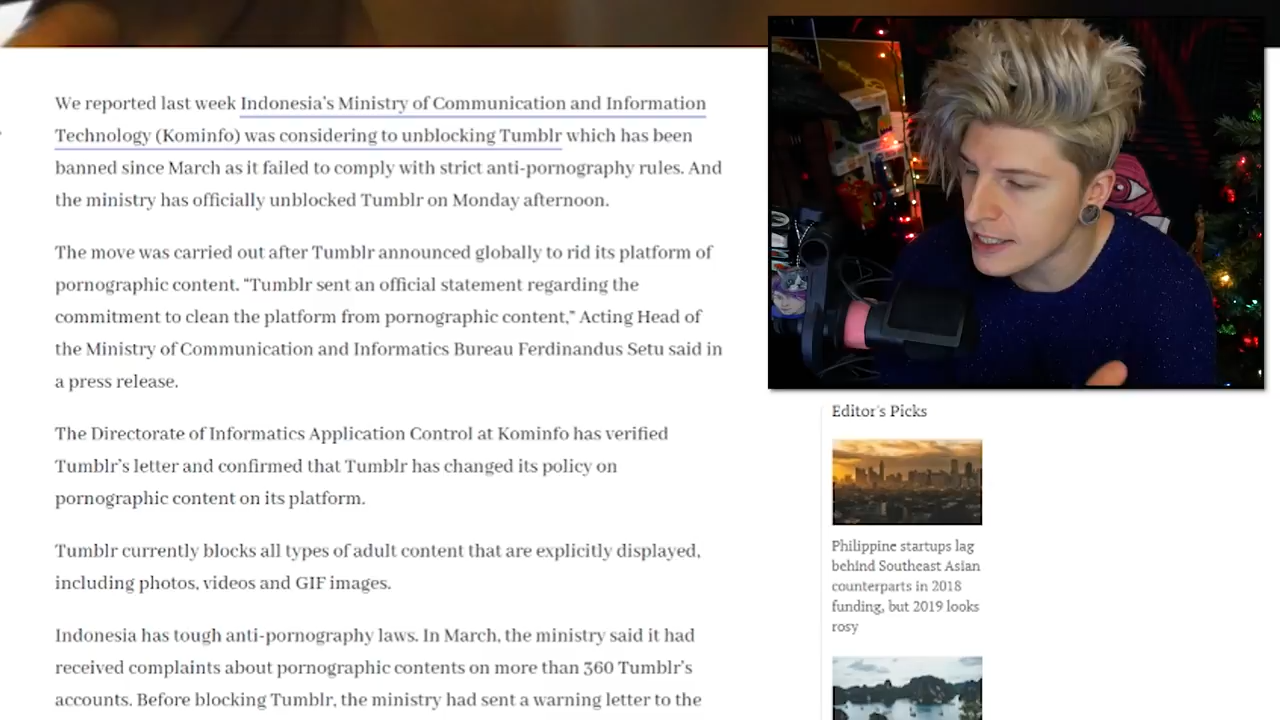 We reported last week Indonesia's Ministry of Communication and Information
Technology (Kominfo) was considering to unblocking Tumblr which has been
banned since March as it failed to comply with strict anti-pornography rules. And
the ministry has officially unblocked Tumblr on Monday afternoon.
The move was carried out after Tumblr announced globally to rid its platform of
pornographic content. “Tumblr sent an official statement regarding the
commitment to clean the platform from pornographic content,” Acting Head of
the Ministry of Communication and Informatics Bureau Ferdinandus Setu said in
a press release.
The Directorate of Informatics Application Control at Kominfo has verified
Tumblr's letter and confirmed that Tumblr has changed its policy on
pornographic content on its platform.
Tumblr currently blocks all types of adult content that are explicitly displayed,
including photos, videos and GIF images.
Indonesia has tough anti-pornography laws. In March, the ministry said it had
received complaints about pornographic contents on more than 360 Tumblr's
accounts. Before blocking Tumblr, the ministry had sent a warning letter to the
Editor's Picks
Philippine startups lag
behind Southeast Asian
counterparts in 2018
funding, but 2019 looks
rosy